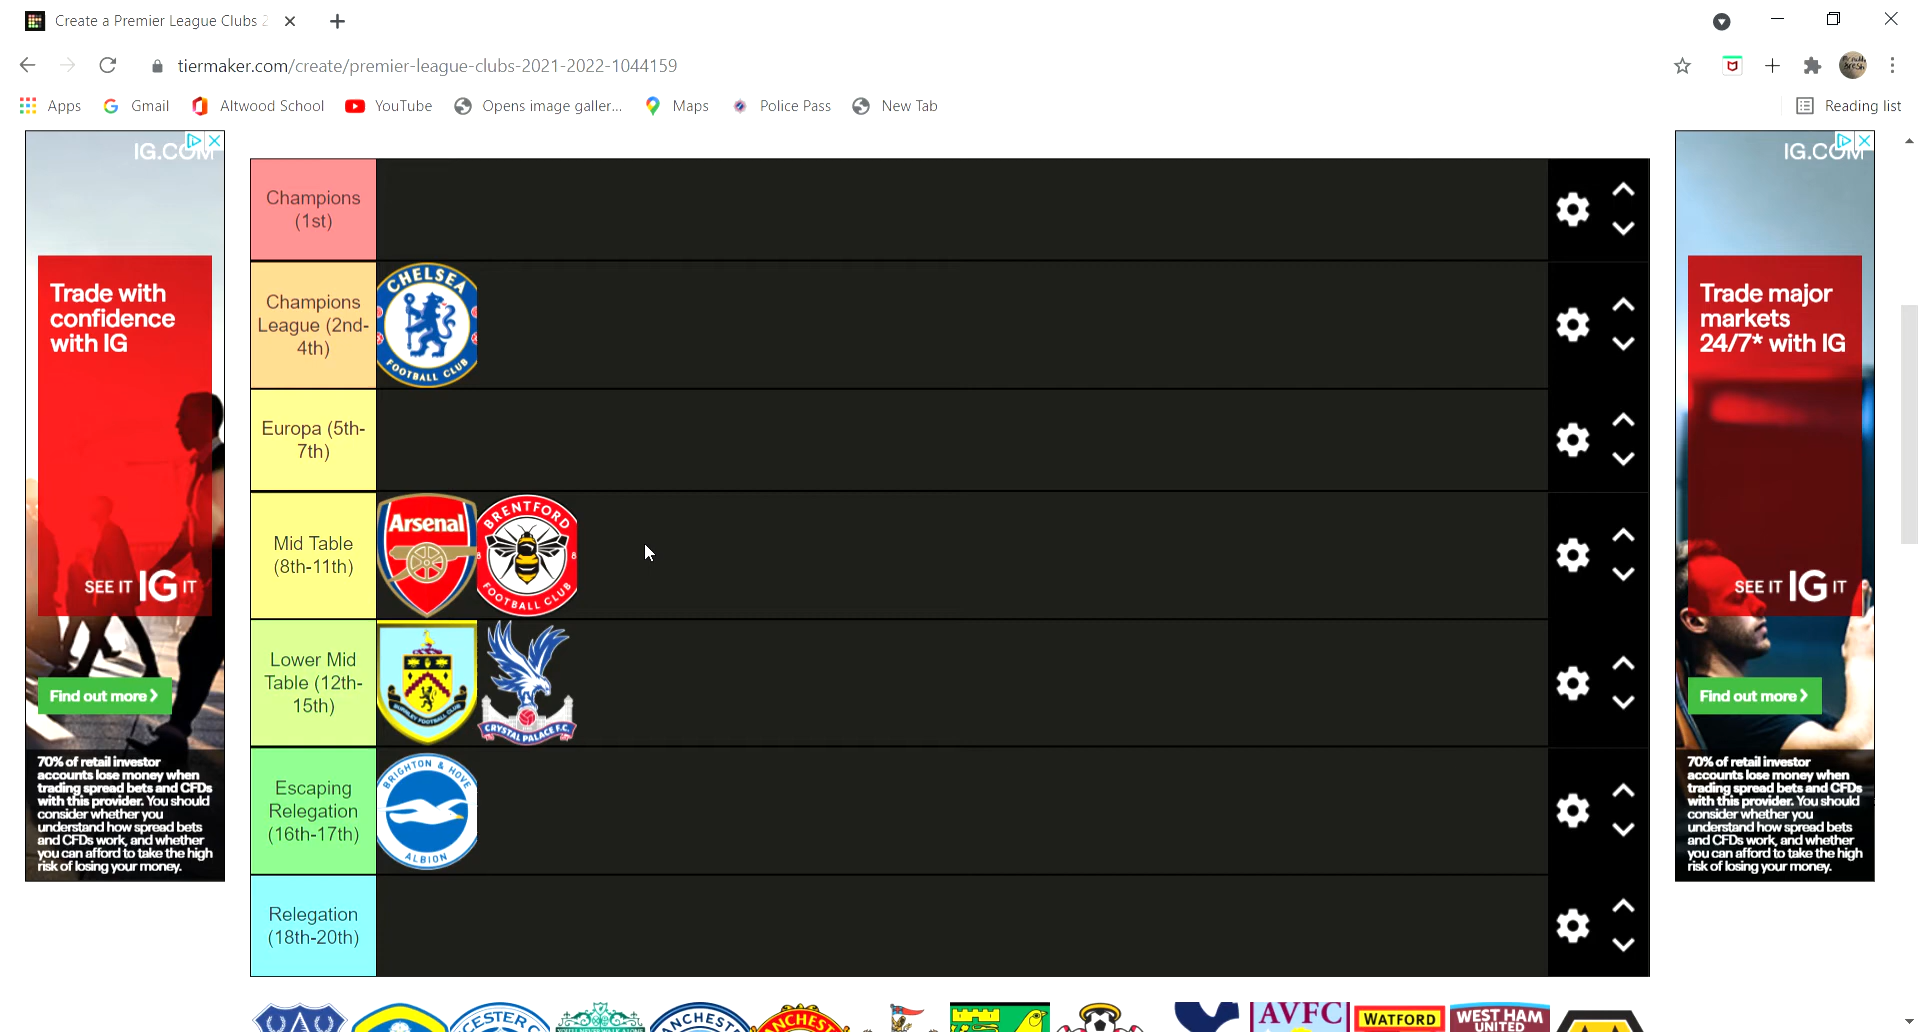 Create a Premier League Clubs 2
tiermaker.com/create/premier-league-clubs-2021-2022-1044159
Apps
Gmail
Altwood School
YouTube
Opens image galler...
Maps
Police Pass
New Tab
Reading list
IG.COM
Trade with
confidence
with IG
SEE IT IG IT
Find out more
70% of retail investor
accounts lose money when
trading spread bets and CFDs
with this provider. You should
consider whether you
understand how spread bets
and CFDs work, and whether
you can afford to take the high
risk of losing your money.
Champions
(1st)
Champions
League (2nd-
4th)
CHELSEA
FOOTBALL CLUB
Europa (5th-
7th)
Mid Table
(8th-11th)
Arsenal
BRENTFORD
FOOTBALL CLUB
Lower Mid
Table (12th-
15th)
BURNLEY FOOTBALL CLUB
CRYSTAL PALACE F.C.
Escaping
Relegation
(16th-17th)
BRIGHTON & HOVE
ALBION
Relegation
(18th-20th)
AVFC
WATFORD
WEST HAM
UNITED
IG.COM
Trade major
markets
24/7* with IG
SEE IT IG IT
Find out more
70% of retail investor
accounts lose money when
trading spread bets and CFDs
with this provider. You should
consider whether you
understand how spread bets
and CFDs work, and whether
you can afford to take the high
risk of losing your money.